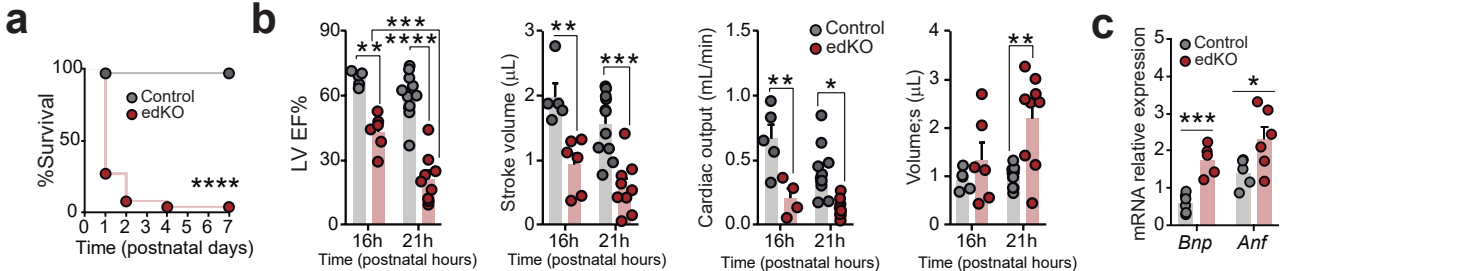 a
%Survival
100
50
0
Control
edKO
****
0 1 2 3 4 5 6 7
Time (postnatal days)
b
LV EF%
90
60
30
0
**
***
****
16h 21h
Time (postnatal hours)
Stroke volume (μL)
3
2
1
0
**
***
16h 21h
Time (postnatal hours)
Cardiac output (mL/min)
1.5
1.0
0.5
0.0
Control
edKO
**
*
16h 21h
Time (postnatal hours)
Volume;s (μL)
4
3
2
1
0
**
16h 21h
Time (postnatal hours)
c
mRNA relative expression
5
4
3
2
1
0
Control
edKO
***
*
Bnp Anf